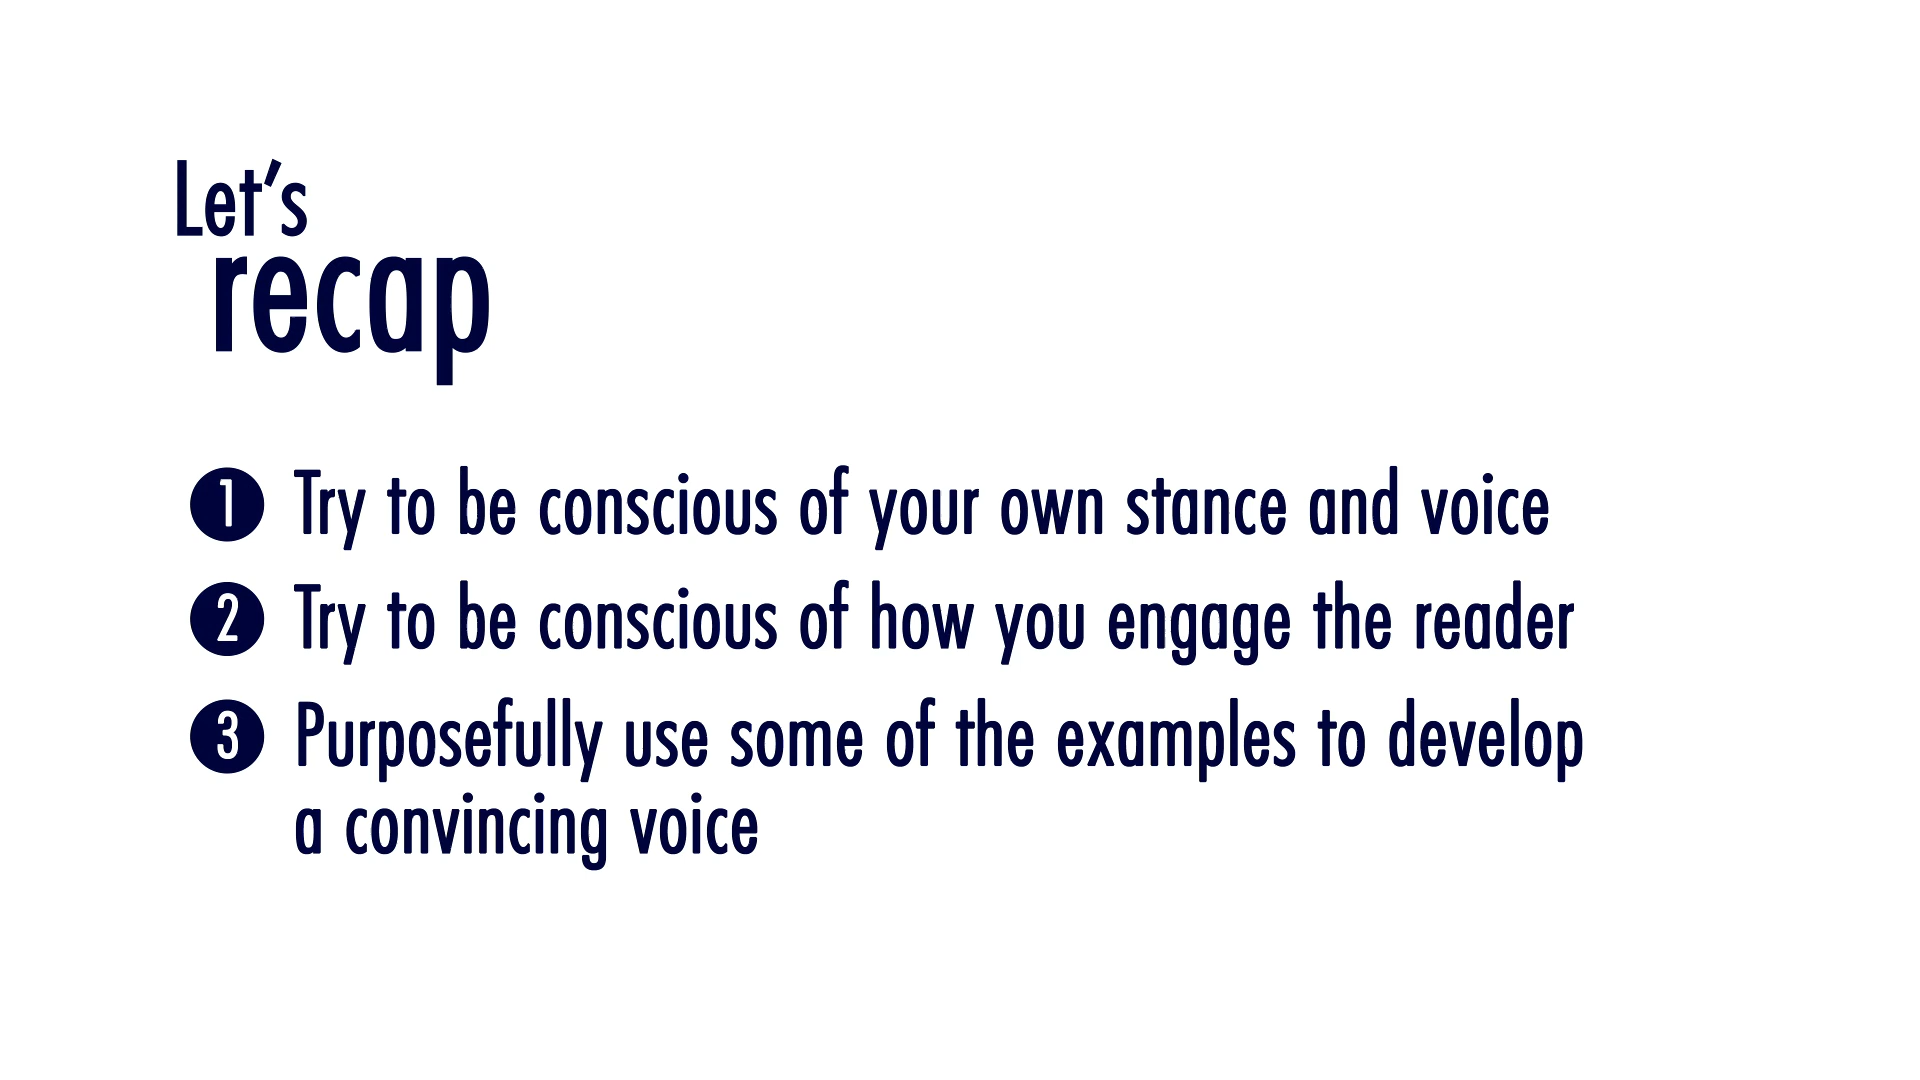 Let’s
recap
1 Try to be conscious of your own stance and voice
2 Try to be conscious of how you engage the reader
3 Purposefully use some of the examples to develop
a convincing voice